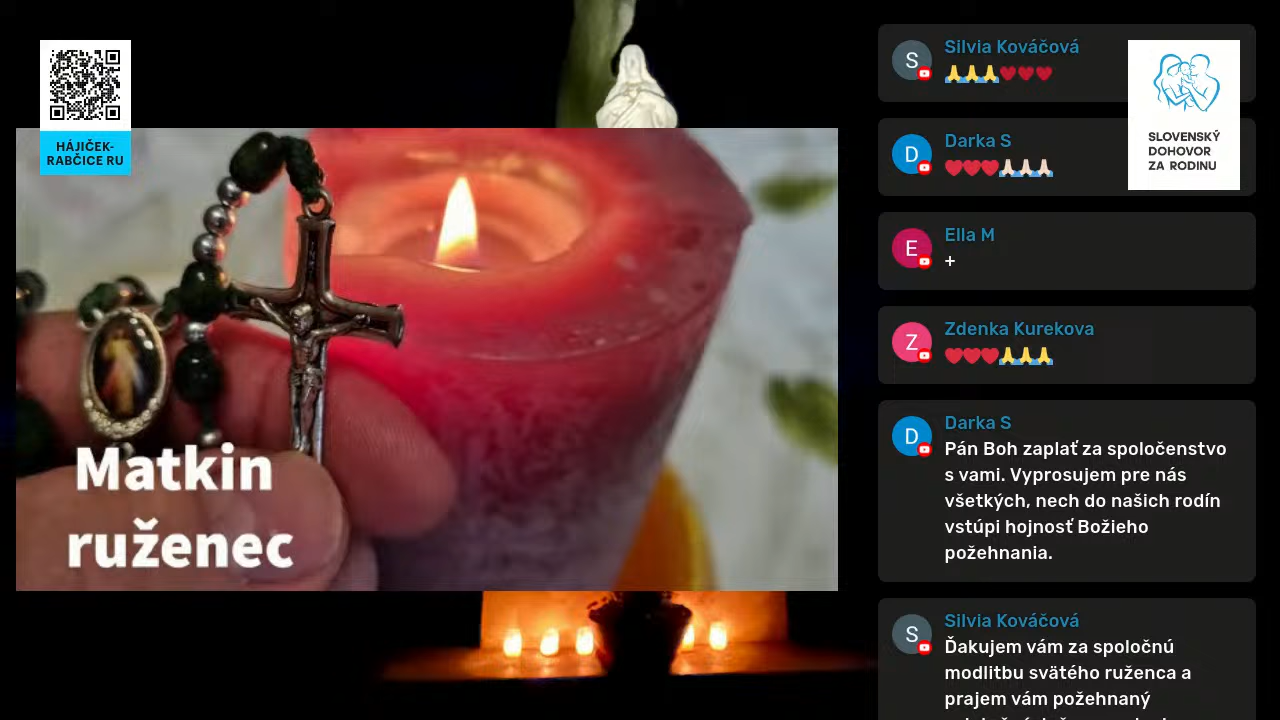 HÁJIČEK-
RABČICE RU
Matkin
ruženec
S
Silvia Kováčová
🙏🙏🙏❤️❤️❤️
D
Darka S
❤️❤️❤️🙏🏻🙏🏻🙏🏻
E
Ella M
+
Z
Zdenka Kurekova
❤️❤️❤️🙏🙏🙏
D
Darka S
Pán Boh zaplať za spoločenstvo
s vami. Vyprosujem pre nás
všetkých, nech do našich rodín
vstúpi hojnosť Božieho
požehnania.
S
Silvia Kováčová
Ďakujem vám za spoločnú
modlitbu svätého ruženca a
prajem vám požehnaný
SLOVENSKÝ
DOHOVOR
ZA RODINU